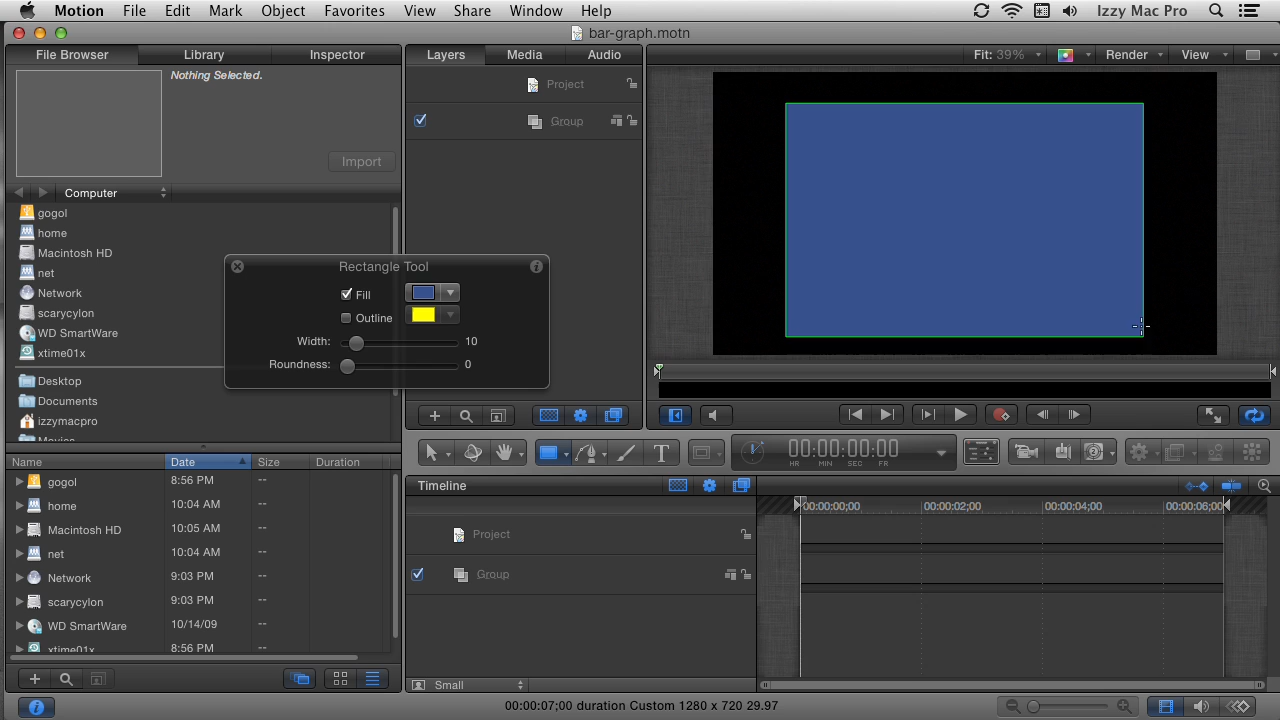 Motion File Edit Mark Object Favorites View Share Window Help Izzy Mac Pro
bar-graph.motn
File Browser Library Inspector
Nothing Selected.
Import
Computer
gogol
home
Macintosh HD
net
Network
scarycylon
WD SmartWare
xtime01x
Desktop
Documents
izzymacpro
Movies
Name Date Size Duration
gogol 8:56 PM --
home 10:04 AM --
Macintosh HD 10:05 AM --
net 10:04 AM --
Network 9:03 PM --
scarycylon 9:03 PM --
WD SmartWare 10/14/09 --
xtime01x 8:56 PM --
Rectangle Tool
Fill
Outline
Width: 10
Roundness: 0
Layers Media Audio
Project
Group
Fit: 39% Render View
00:00:00:00
HR MIN SEC FR
Timeline
00:00:00;00 00:00:02;00 00:00:04;00 00:00:06;00
Project
Group
Small
00:00:07;00 duration Custom 1280 x 720 29.97